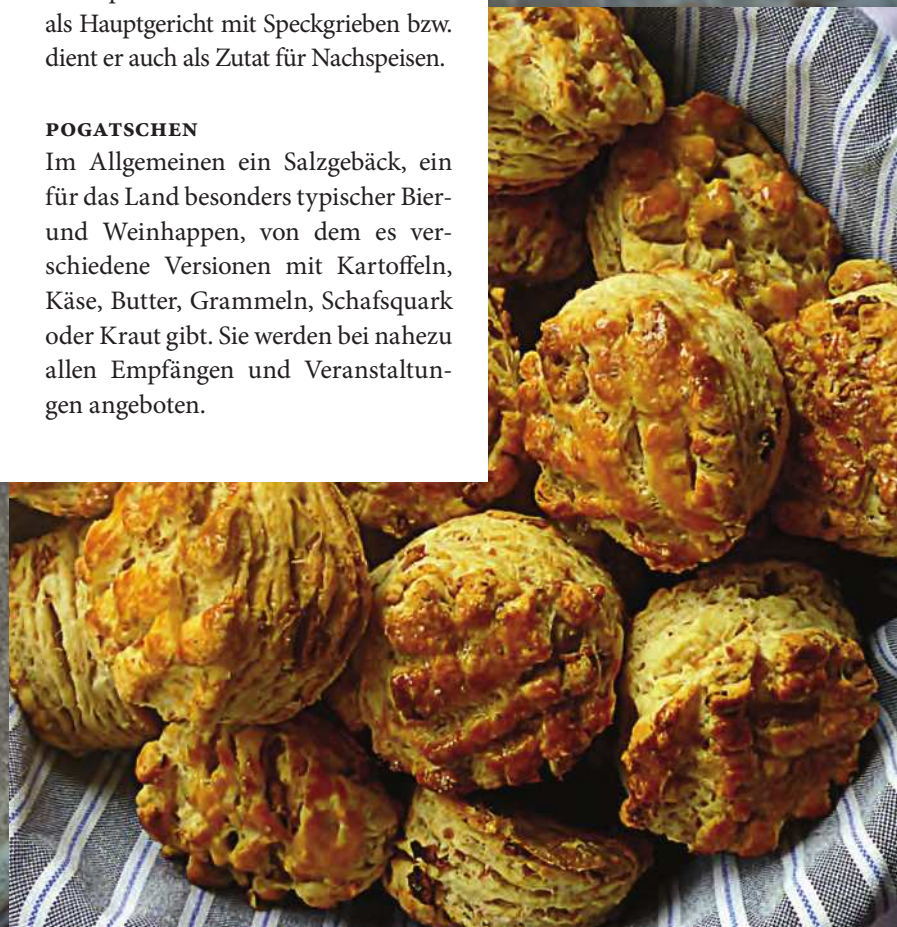 als Hauptgericht mit Speckgrieben bzw.
dient er auch als Zutat für Nachspeisen.
POGATSCHEN
Im Allgemeinen ein Salzgebäck, ein
für das Land besonders typischer Bier-
und Weinhappen, von dem es ver-
schiedene Versionen mit Kartoffeln,
Käse, Butter, Grammeln, Schafsquark
oder Kraut gibt. Sie werden bei nahezu
allen Empfängen und Veranstaltun-
gen angeboten.